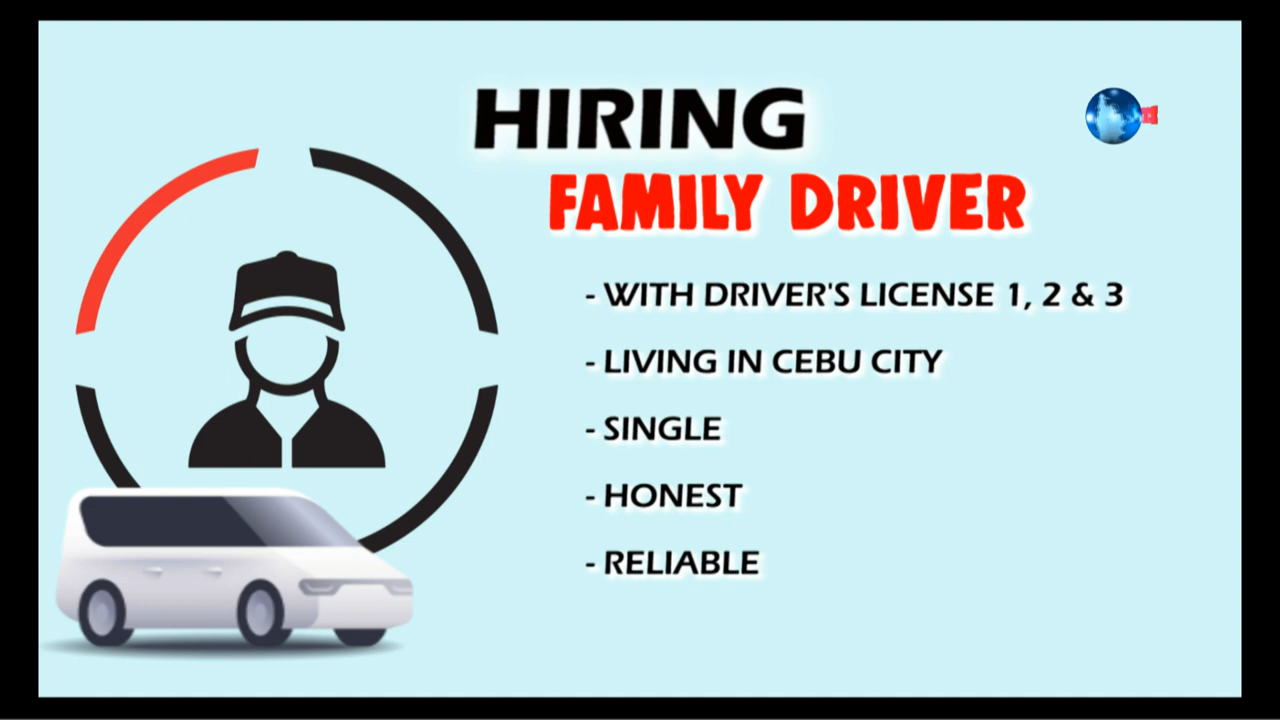 HIRING
FAMILY DRIVER
- WITH DRIVER'S LICENSE 1, 2 & 3
- LIVING IN CEBU CITY
- SINGLE
- HONEST
- RELIABLE